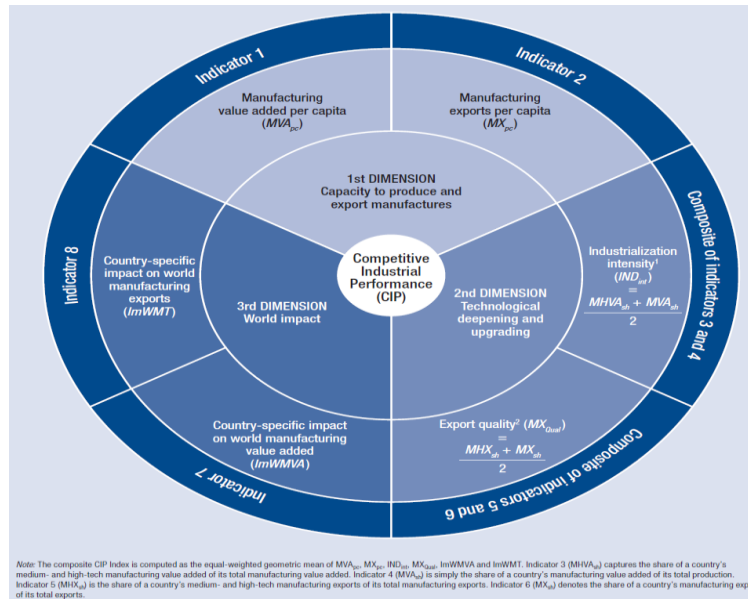 Indicator 1
Indicator 2
Manufacturing
value added per capita
(MVApc)
Manufacturing
exports per capita
(MXpc)
1st DIMENSION
Capacity to produce and
export manufactures
Indicator 8
Country-specific
impact on world
manufacturing
exports
(ImWMT)
3rd DIMENSION
World impact
Competitive
Industrial
Performance
(CIP)
2nd DIMENSION
Technological
deepening and
upgrading
Industrialization
intensity¹
(INDint)
=
MHVAsh + MVAsh
2
Composite of indicators 3 and 4
Country-specific impact
on world manufacturing
value added
(ImWMVA)
Export quality² (MXQual)
=
MHXsh + MXsh
2
Indicator 7
Composite of indicators 5 and 6
Note: The composite CIP Index is computed as the equal-weighted geometric mean of MVApc, MXpc, INDint, MXQual, ImWMVA and ImWMT. Indicator 3 (MHVAsh) captures the share of a country's
medium- and high-tech manufacturing value added of its total manufacturing value added. Indicator 4 (MVAsh) is simply the share of a country's manufacturing value added of its total production.
Indicator 5 (MHXsh) is the share of a country's medium- and high-tech manufacturing exports of its total manufacturing exports. Indicator 6 (MXsh) denotes the share of a country's manufacturing exp
of its total exports.